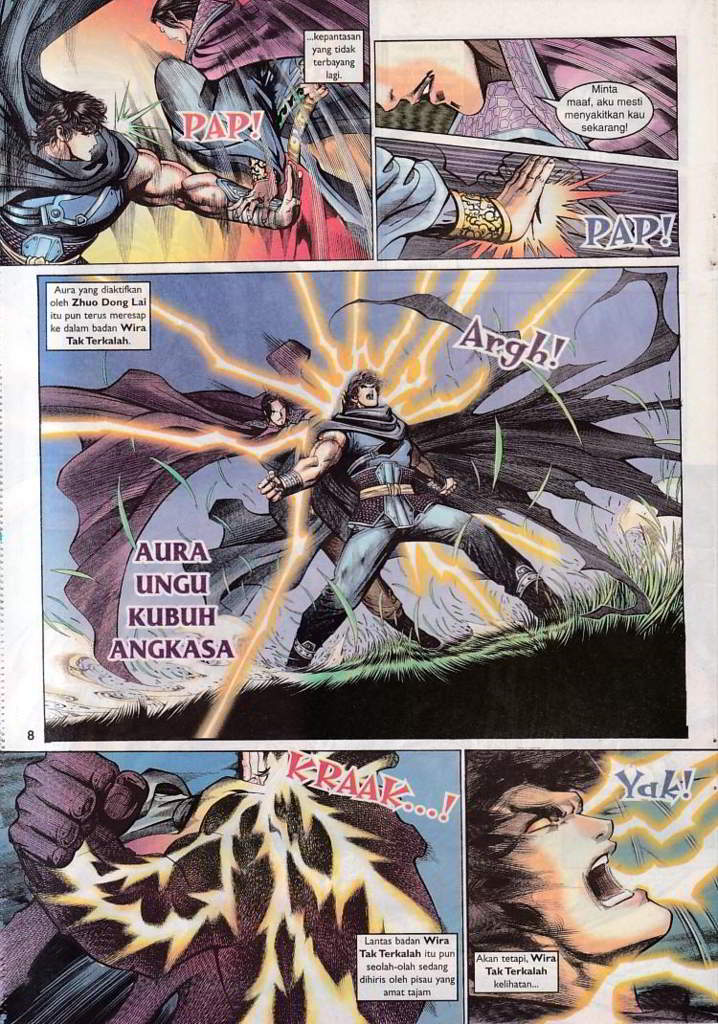 ...kepantasan
yang tidak
terbayang
lagi.
PAP!
Minta
maaf, aku mesti
menyakitkan kau
sekarang!
PAP!
Aura yang diaktifkan
oleh Zhuo Dong Lai
itu pun terus meresap
ke dalam badan Wira
Tak Terkalah.
Argh!
AURA
UNGU
KUBUH
ANGKASA
8
KRAAK...!
Lantas badan Wira
Tak Terkalah itu pun
seolah-olah sedang
dihiris oleh pisau yang
amat tajam
Yak!
Akan tetapi, Wira
Tak Terkalah
kelihatan...